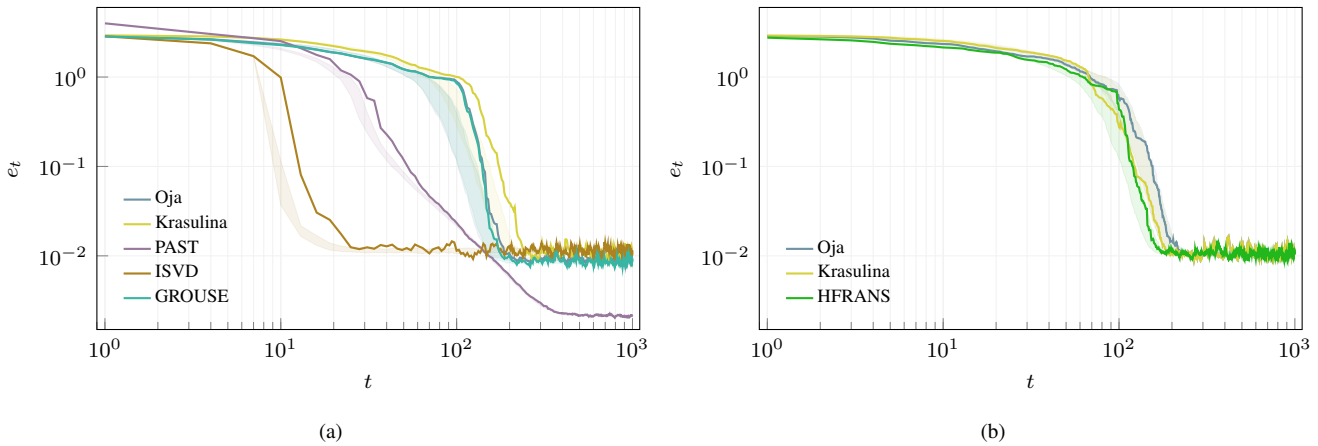 10^0
10^−1
10^−2
e_t
Oja
Krasulina
PAST
ISVD
GROUSE
10^0 10^1 10^2 10^3
t
(a)
10^0
10^−1
10^−2
e_t
Oja
Krasulina
HFRANS
10^0 10^1 10^2 10^3
t
(b)